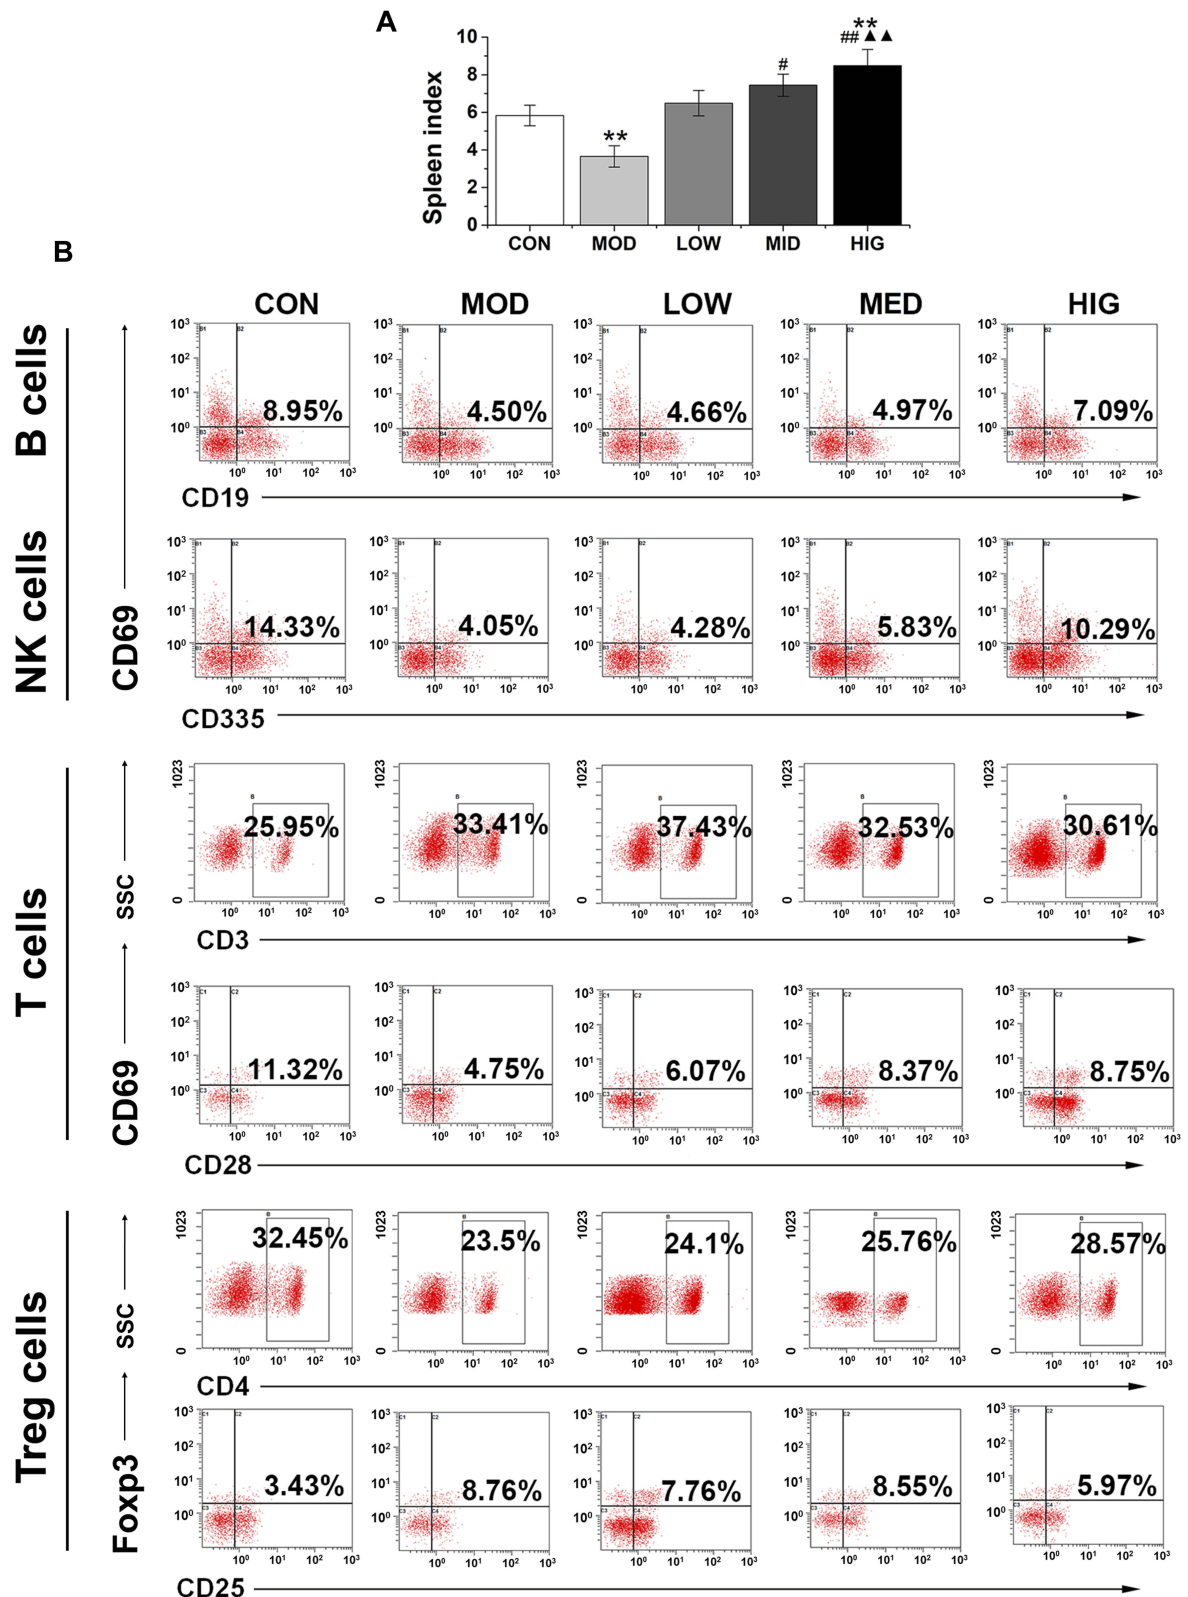 A
** 
## ▲ ▲
#
**
10
8
6
4
2
0
Spleen index
CON MOD LOW MID HIG
B
CON MOD LOW MED HIG
B cells
8.95% 4.50% 4.66% 4.97% 7.09%
CD19
NK cells
CD69
14.33% 4.05% 4.28% 5.83% 10.29%
CD335
T cells
SSC
25.95% 33.41% 37.43% 32.53% 30.61%
CD3
CD69
11.32% 4.75% 6.07% 8.37% 8.75%
CD28
Treg cells
SSC
32.45% 23.5% 24.1% 25.76% 28.57%
CD4
Foxp3
3.43% 8.76% 7.76% 8.55% 5.97%
CD25